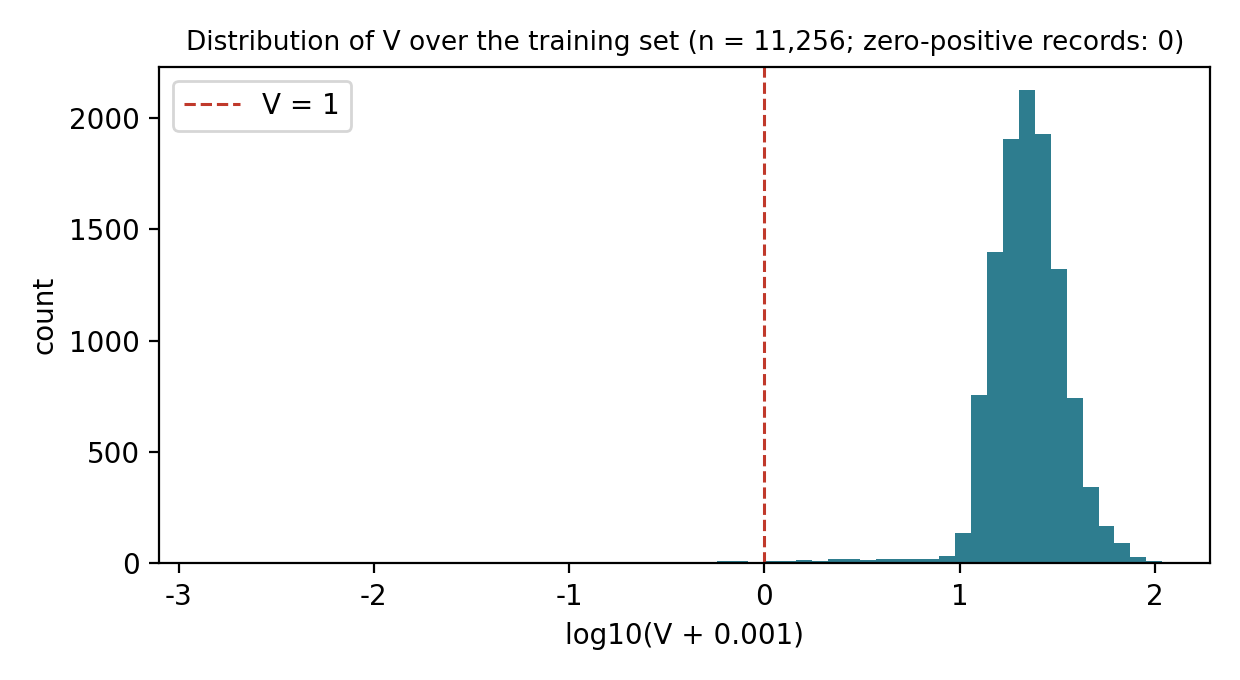 Distribution of V over the training set (n = 11,256; zero-positive records: 0)
V = 1
2000
1500
1000
500
0
count
-3 -2 -1 0 1 2
log10(V + 0.001)